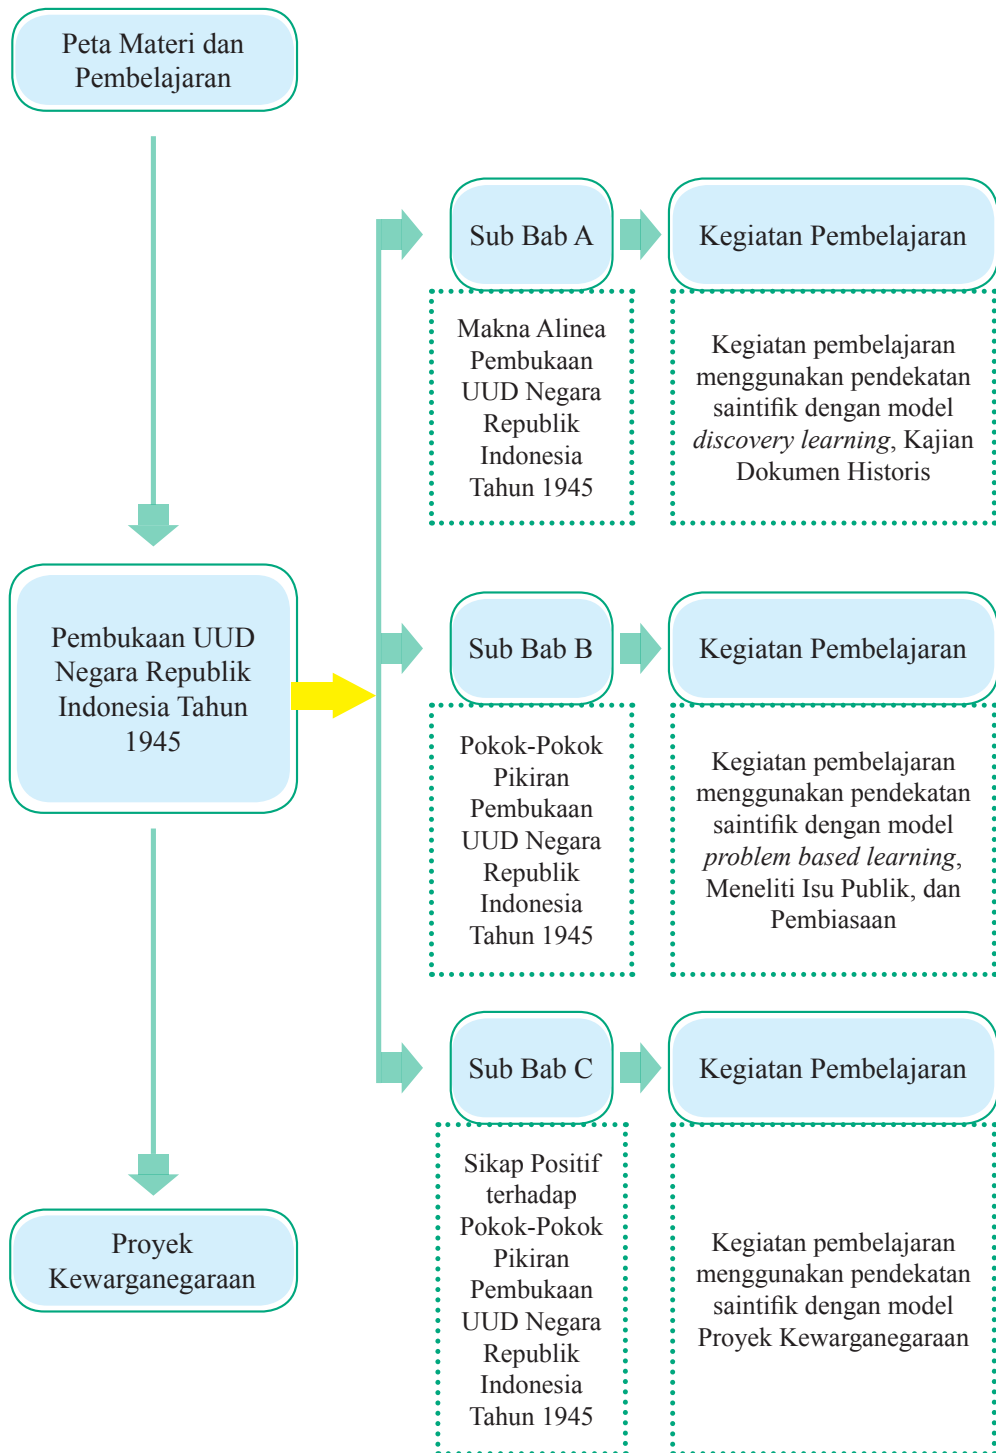 Peta Materi dan
Pembelajaran
Pembukaan UUD
Negara Republik
Indonesia Tahun
1945
Proyek
Kewarganegaraan
Sub Bab A
Makna Alinea
Pembukaan
UUD Negara
Republik
Indonesia
Tahun 1945
Kegiatan Pembelajaran
Kegiatan pembelajaran
menggunakan pendekatan
saintifik dengan model
discovery learning, Kajian
Dokumen Historis
Sub Bab B
Pokok-Pokok
Pikiran
Pembukaan
UUD Negara
Republik
Indonesia
Tahun 1945
Kegiatan Pembelajaran
Kegiatan pembelajaran
menggunakan pendekatan
saintifik dengan model
problem based learning,
Meneliti Isu Publik, dan
Pembiasaan
Sub Bab C
Sikap Positif
terhadap
Pokok-Pokok
Pikiran
Pembukaan
UUD Negara
Republik
Indonesia
Tahun 1945
Kegiatan Pembelajaran
Kegiatan pembelajaran
menggunakan pendekatan
saintifik dengan model
Proyek Kewarganegaraan